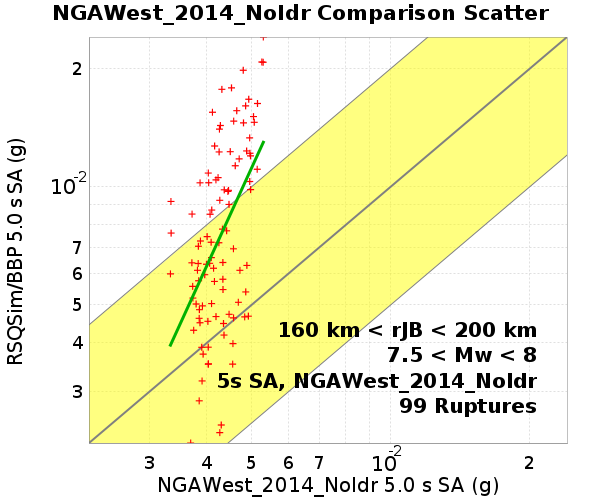 NGAWest_2014_NoIdr Comparison Scatter
RSQSim/BBP 5.0 s SA (g)
2
10-2
7
6
5
4
3
160 km < rJB < 200 km
7.5 < Mw < 8
5s SA, NGAWest_2014_NoIdr
99 Ruptures
3 4 5 6 7 10-2 2
NGAWest_2014_NoIdr 5.0 s SA (g)